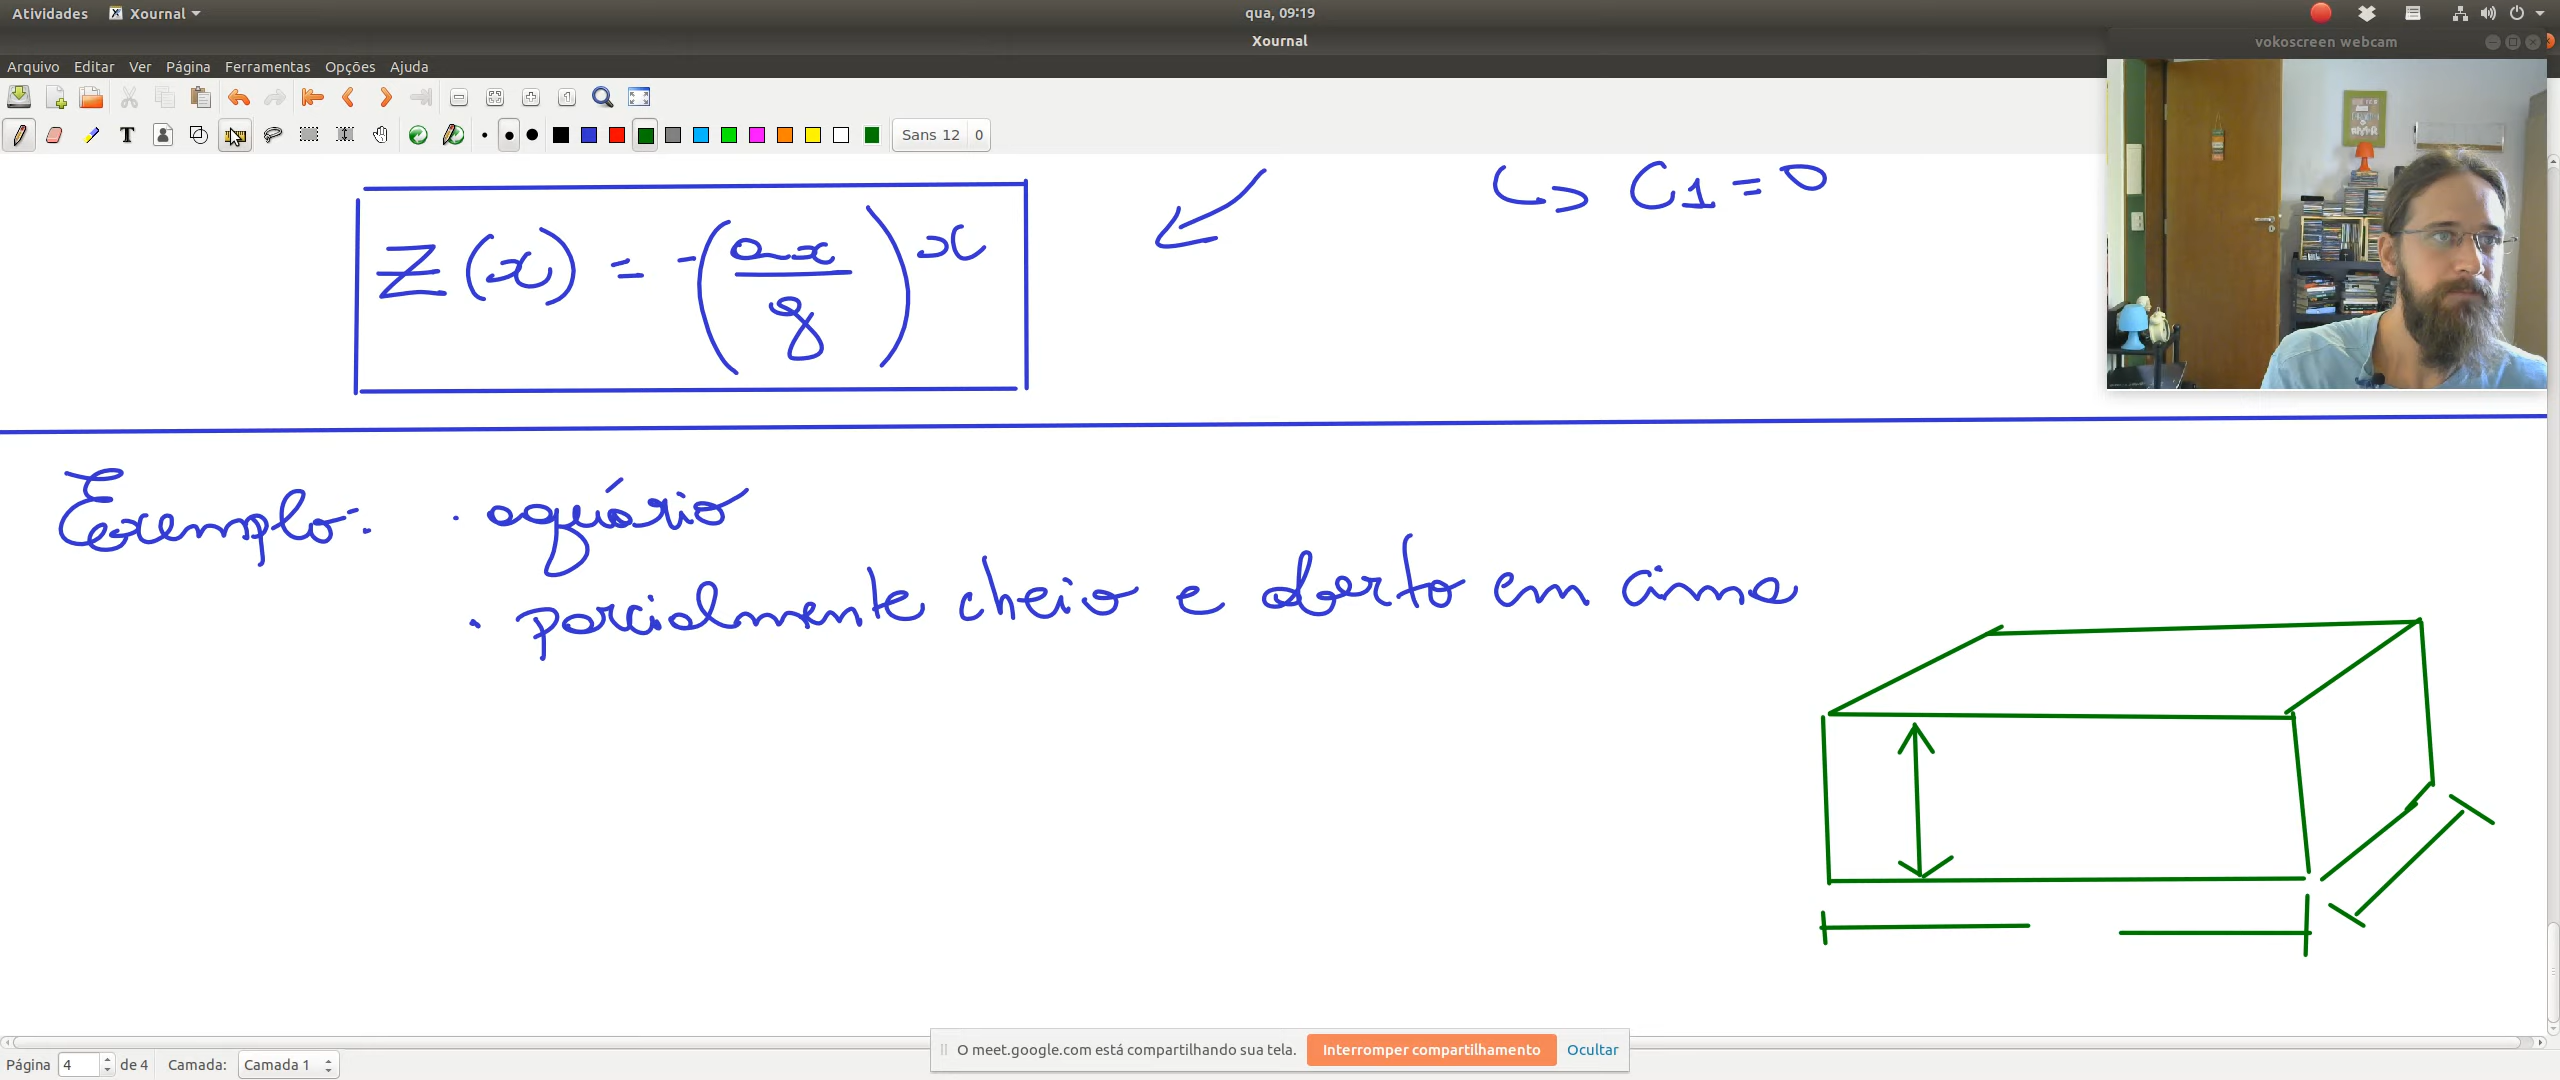 Atividades Xournal qua, 09:19
Xournal
vokoscreen webcam
Arquivo Editar Ver Página Ferramentas Opções Ajuda
Sans 12 0
↳ C1 = 0
Z(x) = -(ax/g) x
Exemplo: · aquário
· parcialmente cheio e aberto em cima
O meet.google.com está compartilhando sua tela. Interromper compartilhamento Ocultar
Página 4 de 4 Camada: Camada 1